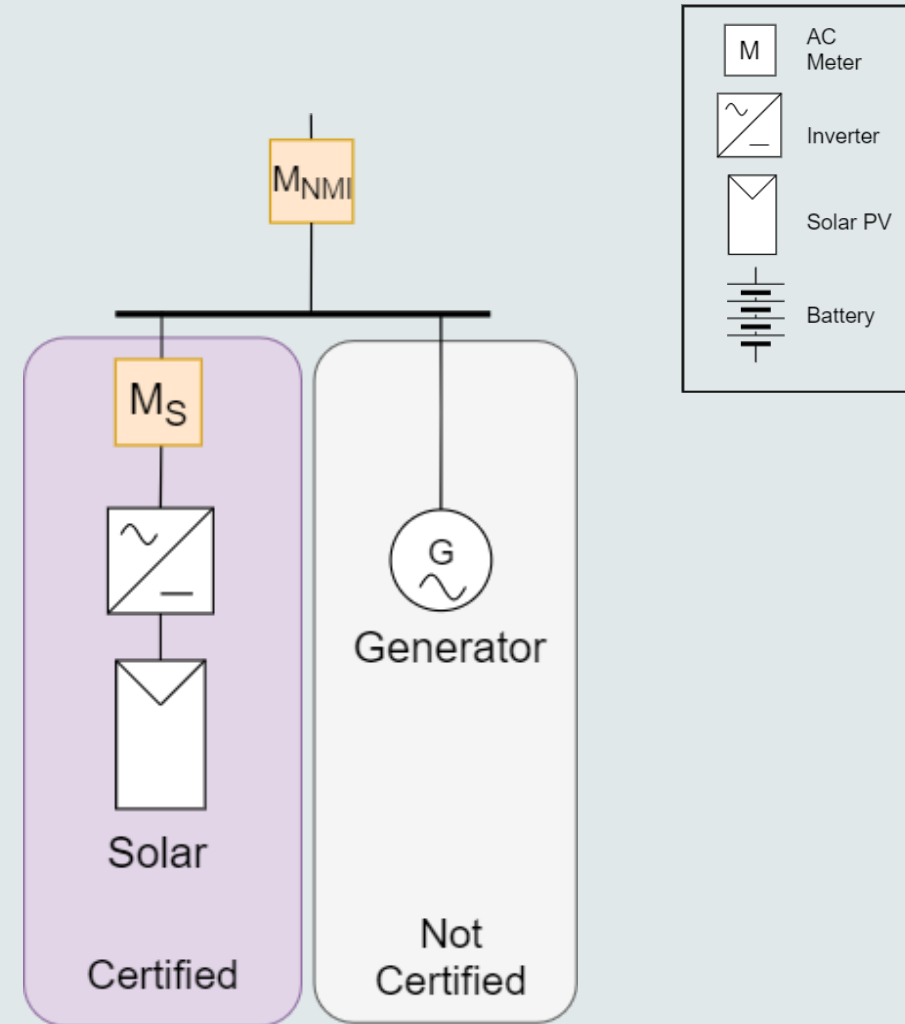 M
AC
Meter
Inverter
Solar PV
Battery
MNMI
MS
G
Generator
Solar
Not
Certified
Certified